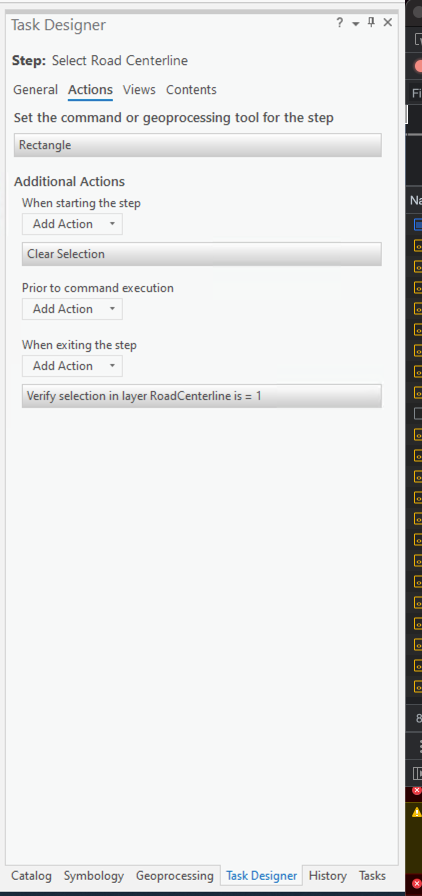 Task Designer
Step: Select Road Centerline
General Actions Views Contents
Set the command or geoprocessing tool for the step
Rectangle
Additional Actions
When starting the step
Add Action
Clear Selection
Prior to command execution
Add Action
When exiting the step
Add Action
Verify selection in layer RoadCenterline is = 1
Catalog Symbology Geoprocessing Task Designer History Tasks
Fi
Na
8